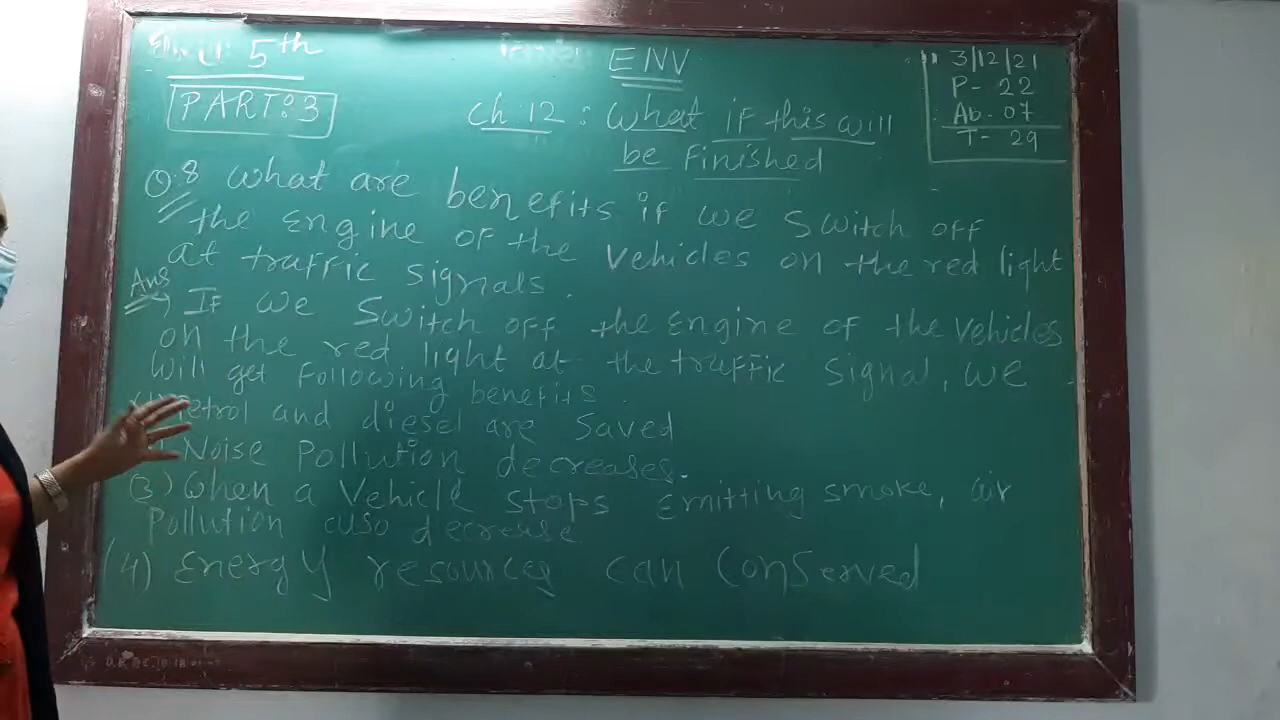 5th
ENV
3/12/21
P- 22
Ab- 07
T- 29
PART:3
Ch 12 : What if this will
be Finished
Q.8 What are benefits if we Switch off
the Engine of the Vehicles on the red light
at traffic signals.
Ans) If we Switch off the Engine of the Vehicles
on the red light at the traffic Signal, we
will get Following benefits.
Petrol and diesel are Saved
Noise Pollution decreases.
(3) When a Vehicle stops Emitting smoke, air
Pollution also decrease.
(4) Energy resources can Conserved